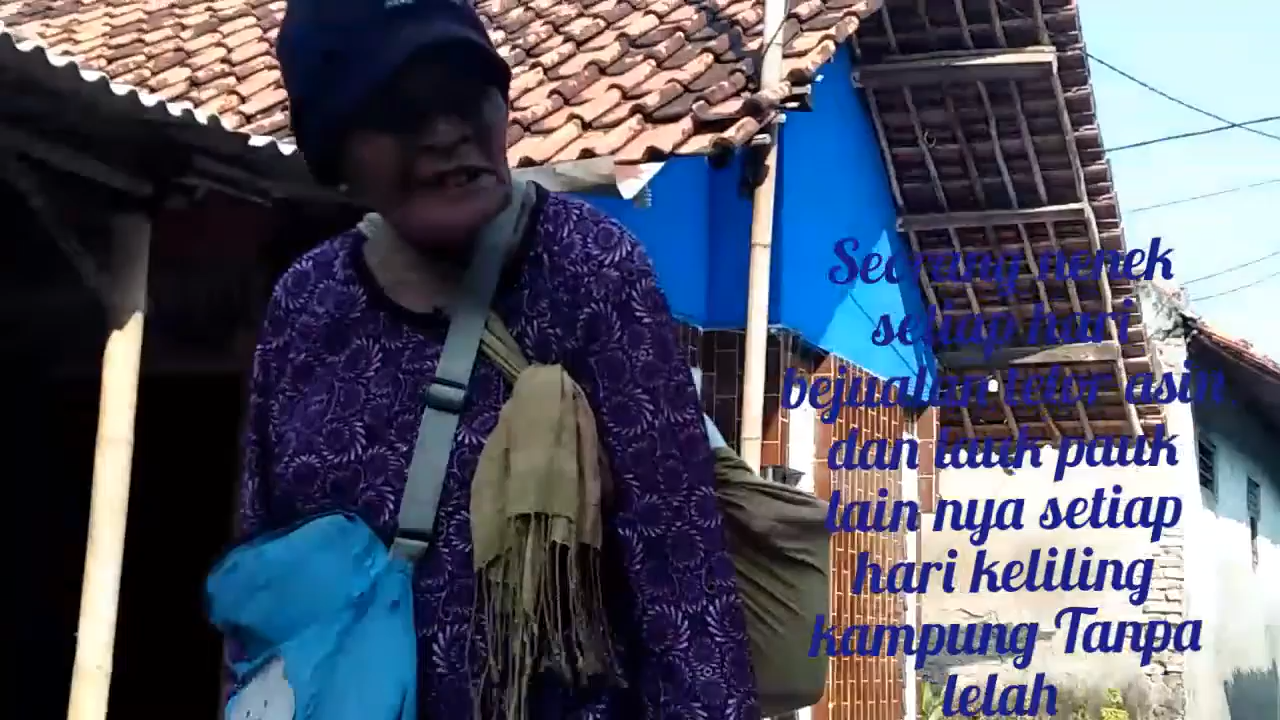 Seorang nenek
setiap hari
bejualan telor asin,
dan lauk pauk
lain nya setiap
hari keliling
kampung Tanpa
lelah